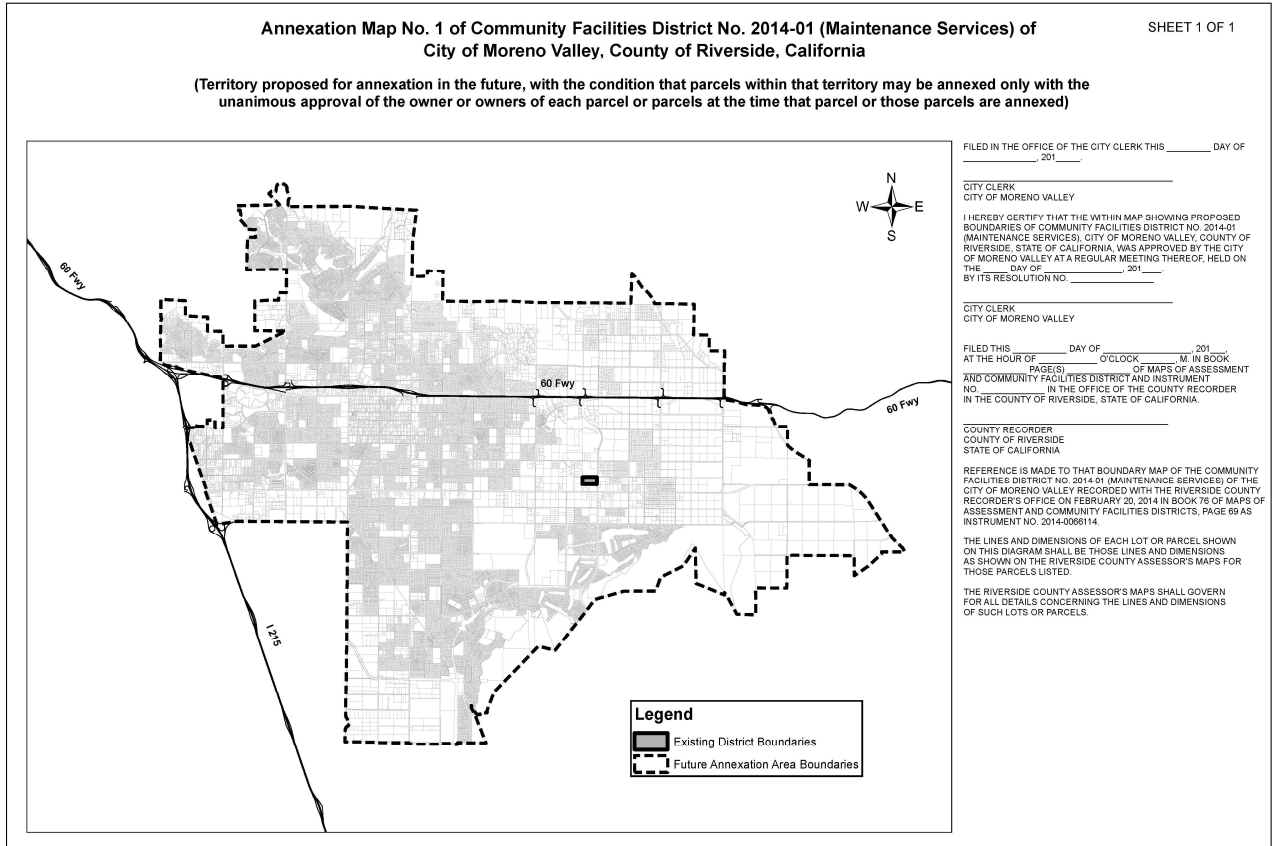 Annexation Map No. 1 of Community Facilities District No. 2014-01 (Maintenance Services) of
City of Moreno Valley, County of Riverside, California
SHEET 1 OF 1
(Territory proposed for annexation in the future, with the condition that parcels within that territory may be annexed only with the
unanimous approval of the owner or owners of each parcel or parcels at the time that parcel or those parcels are annexed)
N
W E
S
60 Fwy
60 Fwy
60 Fwy
I 215
Legend
Existing District Boundaries
Future Annexation Area Boundaries
FILED IN THE OFFICE OF THE CITY CLERK THIS ________ DAY OF
______________, 201_____.
CITY CLERK
CITY OF MORENO VALLEY
I HEREBY CERTIFY THAT THE WITHIN MAP SHOWING PROPOSED
BOUNDARIES OF COMMUNITY FACILITIES DISTRICT NO. 2014-01
(MAINTENANCE SERVICES), CITY OF MORENO VALLEY, COUNTY OF
RIVERSIDE, STATE OF CALIFORNIA, WAS APPROVED BY THE CITY
OF MORENO VALLEY AT A REGULAR MEETING THEREOF, HELD ON
THE _____ DAY OF _______________, 201____.
BY ITS RESOLUTION NO. ________________
CITY CLERK
CITY OF MORENO VALLEY
FILED THIS __________ DAY OF _________________, 201___,
AT THE HOUR OF ___________ O'CLOCK _______, M. IN BOOK
____________ PAGE(S) ____________ OF MAPS OF ASSESSMENT
AND COMMUNITY FACILITIES DISTRICT AND INSTRUMENT
NO. ____________ IN THE OFFICE OF THE COUNTY RECORDER
IN THE COUNTY OF RIVERSIDE, STATE OF CALIFORNIA.
COUNTY RECORDER
COUNTY OF RIVERSIDE
STATE OF CALIFORNIA
REFERENCE IS MADE TO THAT BOUNDARY MAP OF THE COMMUNITY
FACILITIES DISTRICT NO. 2014-01 (MAINTENANCE SERVICES) OF THE
CITY OF MORENO VALLEY RECORDED WITH THE RIVERSIDE COUNTY
RECORDER'S OFFICE ON FEBRUARY 20, 2014 IN BOOK 76 OF MAPS OF
ASSESSMENT AND COMMUNITY FACILITIES DISTRICTS, PAGE 69 AS
INSTRUMENT NO. 2014-0066114.
THE LINES AND DIMENSIONS OF EACH LOT OR PARCEL SHOWN
ON THIS DIAGRAM SHALL BE THOSE LINES AND DIMENSIONS
AS SHOWN ON THE RIVERSIDE COUNTY ASSESSOR'S MAPS FOR
THOSE PARCELS LISTED.
THE RIVERSIDE COUNTY ASSESSOR'S MAPS SHALL GOVERN
FOR ALL DETAILS CONCERNING THE LINES AND DIMENSIONS
OF SUCH LOTS OR PARCELS.